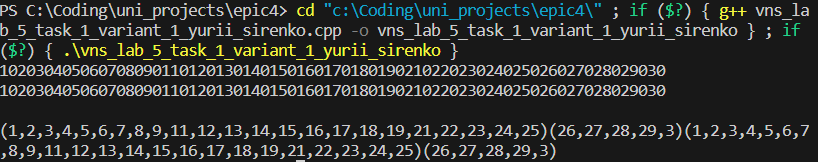 PS C:\Coding\uni_projects\epic4> cd "c:\Coding\uni_projects\epic4\" ; if ($?) { g++ vns_la
b_5_task_1_variant_1_yurii_sirenko.cpp -o vns_lab_5_task_1_variant_1_yurii_sirenko } ; if
($?) { .\vns_lab_5_task_1_variant_1_yurii_sirenko }
10203040506070809011012013014015016017018019021022023024025026027028029030
10203040506070809011012013014015016017018019021022023024025026027028029030
(1,2,3,4,5,6,7,8,9,11,12,13,14,15,16,17,18,19,21,22,23,24,25)(26,27,28,29,3)(1,2,3,4,5,6,7
,8,9,11,12,13,14,15,16,17,18,19,21,22,23,24,25)(26,27,28,29,3)